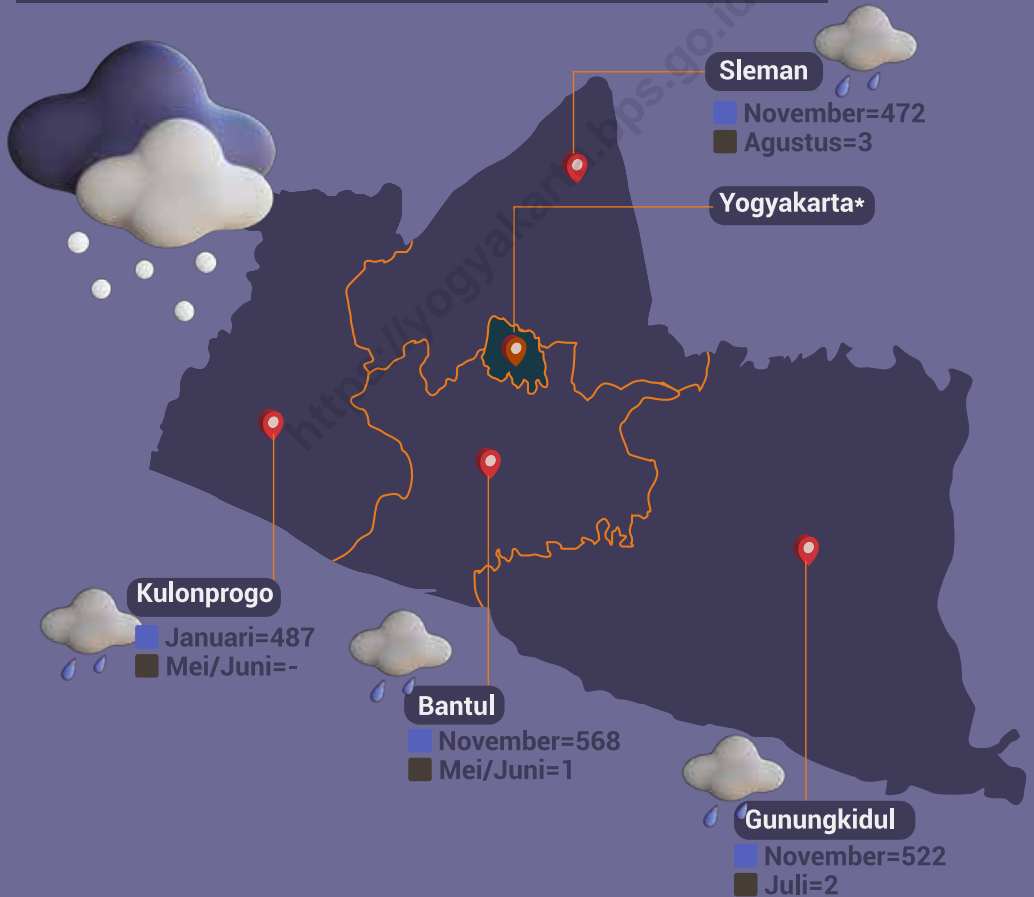 Sleman
November=472
Agustus=3
Yogyakarta*
Kulonprogo
Januari=487
Mei/Juni=-
Bantul
November=568
Mei/Juni=1
Gunungkidul
November=522
Juli=2
https://yogyakarta.bps.go.id